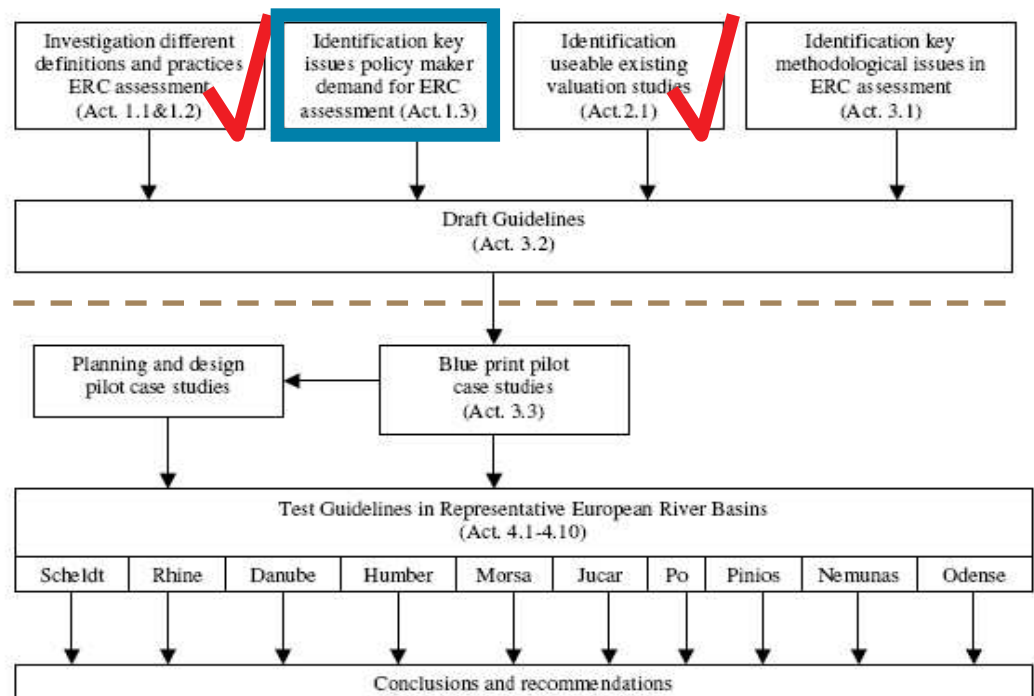 Investigation different
definitions and practices
ERC assessment
(Act. 1.1&1.2)
Identification key
issues policy maker
demand for ERC
assessment (Act.1.3)
Identification
useable existing
valuation studies
(Act.2.1)
Identification key
methodological issues in
ERC assessment
(Act. 3.1)
Draft Guidelines
(Act. 3.2)
Planning and design
pilot case studies
Blue print pilot
case studies
(Act. 3.3)
Test Guidelines in Representative European River Basins
(Act. 4.1-4.10)
Scheldt Rhine Danube Humber Morsa Jucar Po Pinios Nemunas Odense
Conclusions and recommendations